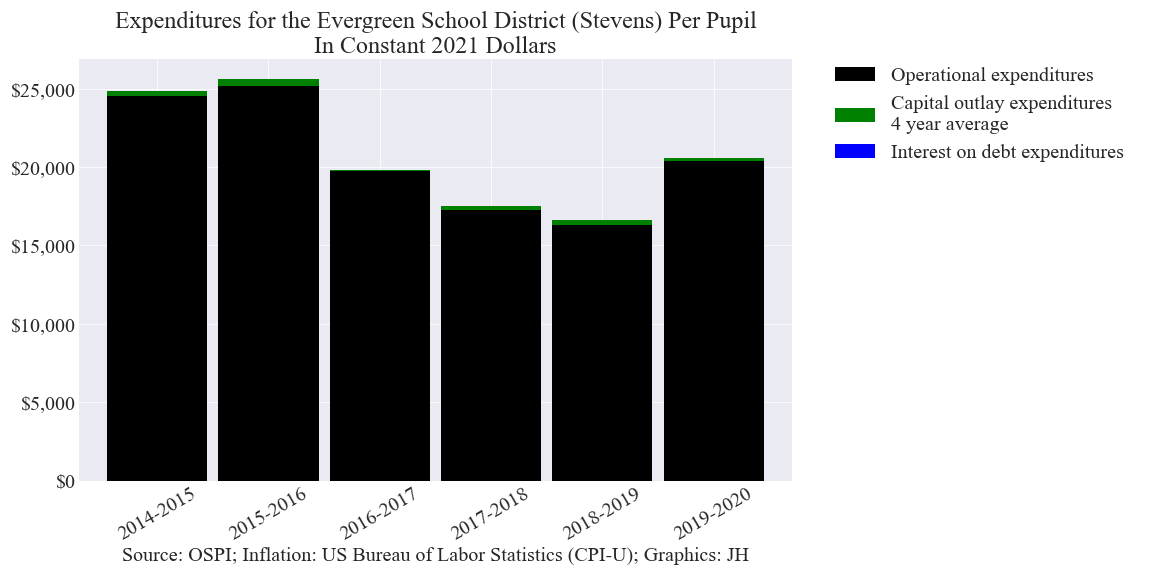 Expenditures for the Evergreen School District (Stevens) Per Pupil
In Constant 2021 Dollars
Operational expenditures
Capital outlay expenditures
4 year average
Interest on debt expenditures
$25,000
$20,000
$15,000
$10,000
$5,000
$0
2014-2015
2015-2016
2016-2017
2017-2018
2018-2019
2019-2020
Source: OSPI; Inflation: US Bureau of Labor Statistics (CPI-U); Graphics: JH